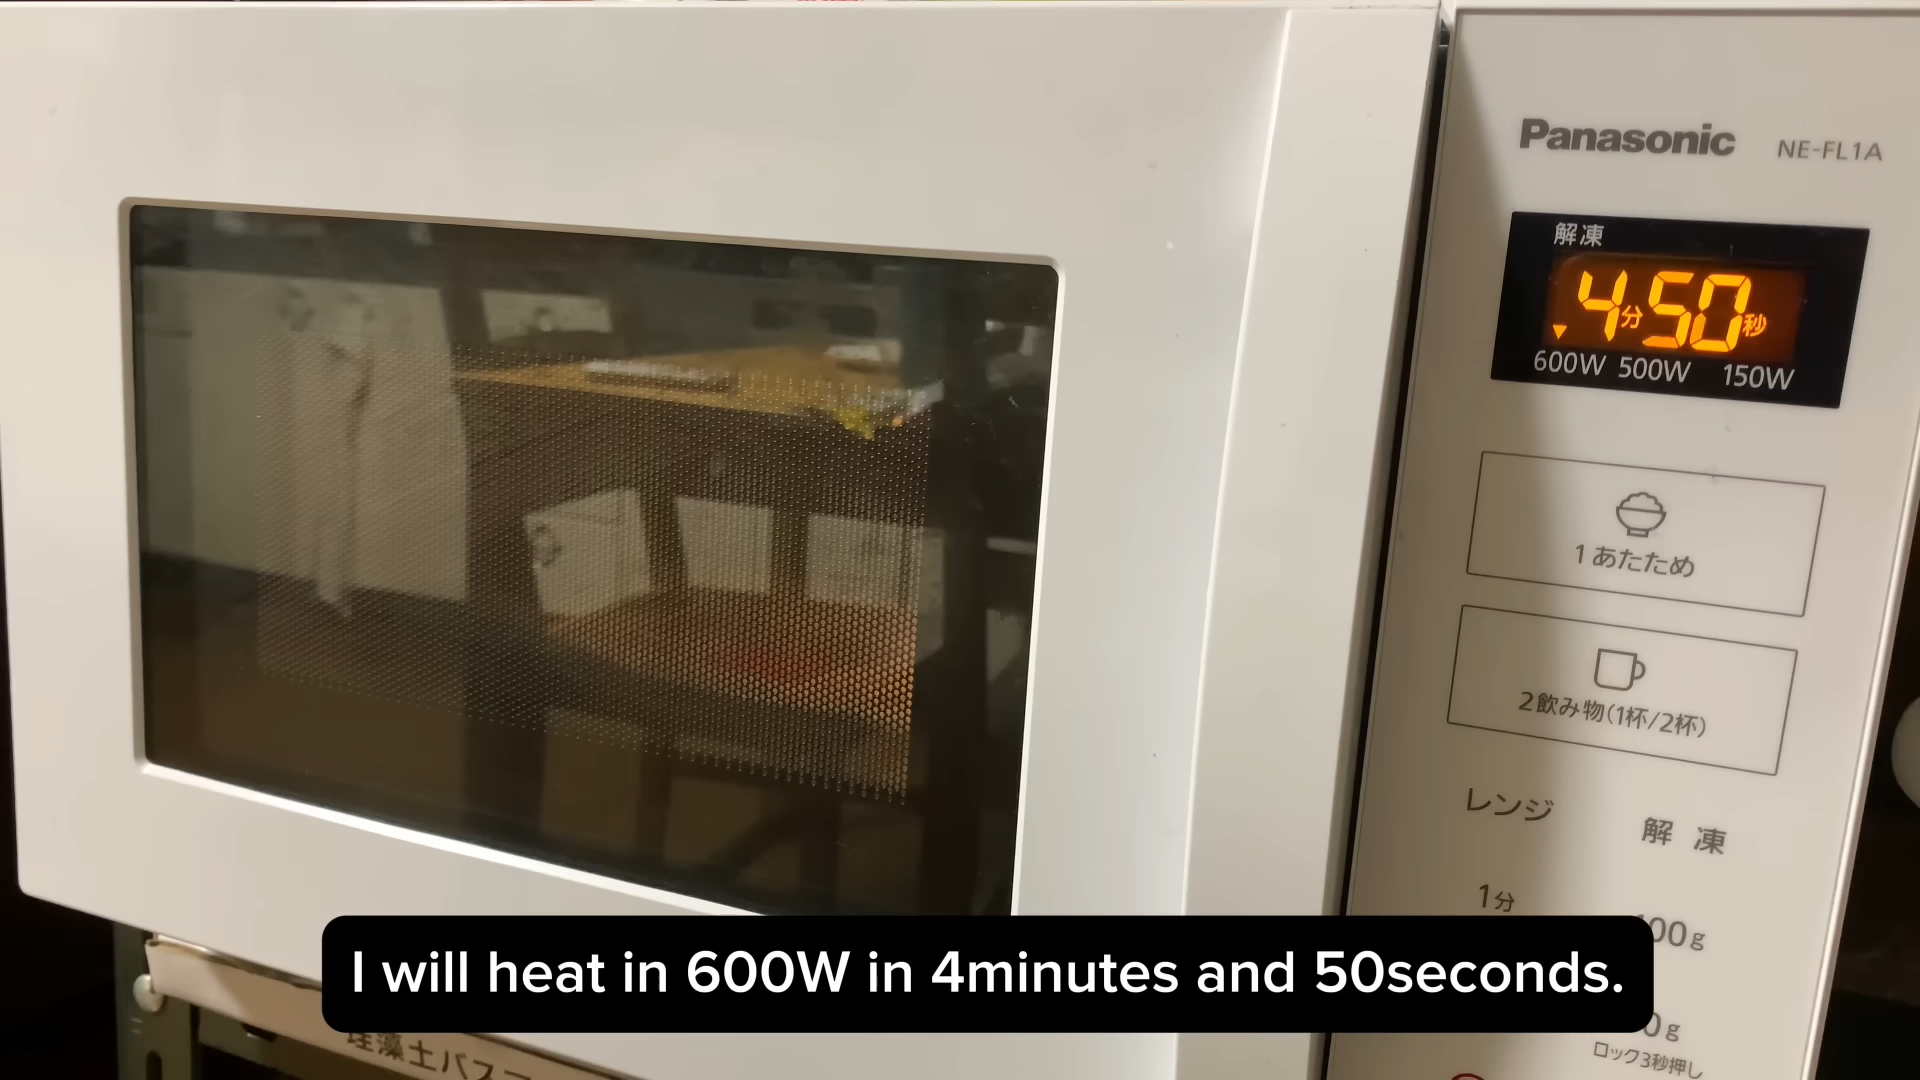 Panasonic NE-FL1A
解凍
4分50秒
600W 500W 150W
1 あたため
2 飲み物(1杯/2杯)
レンジ
解 凍
1分
00g
I will heat in 600W in 4minutes and 50seconds.
0g
ロック3秒押し
珪藻土バス